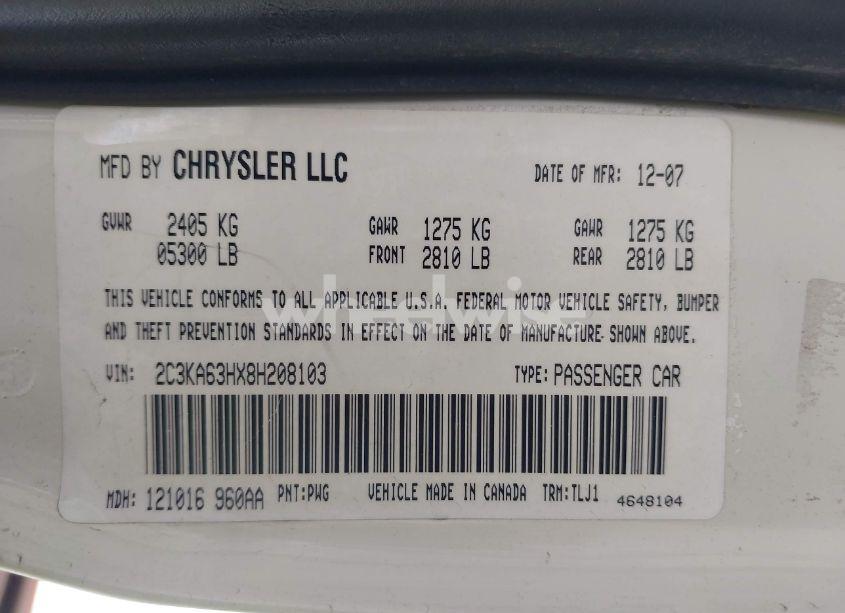 MFD BY CHRYSLER LLC DATE OF MFR: 12-07
GVWR 2405 KG GAWR 1275 KG GAWR 1275 KG
05300 LB FRONT 2810 LB REAR 2810 LB
THIS VEHICLE CONFORMS TO ALL APPLICABLE U.S.A. FEDERAL MOTOR VEHICLE SAFETY, BUMPER
AND THEFT PREVENTION STANDARDS IN EFFECT ON THE DATE OF MANUFACTURE SHOWN ABOVE.
wheelwise
VIN: 2C3KA63HX8H208103 TYPE: PASSENGER CAR
MDH: 121016 960AA PNT:PWG VEHICLE MADE IN CANADA TRM:TLJ1 4648104